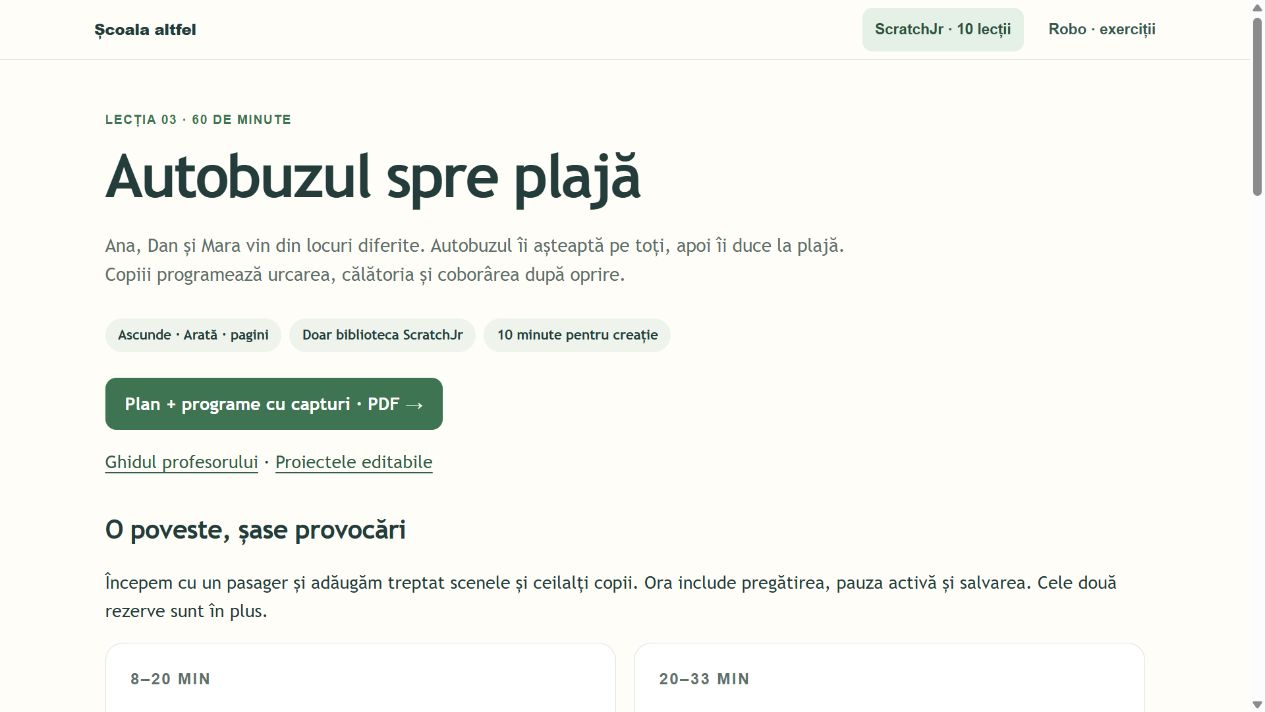 Școala altfel
ScratchJr · 10 lecții
Robo · exerciții
LECȚIA 03 · 60 DE MINUTE
Autobuzul spre plajă
Ana, Dan și Mara vin din locuri diferite. Autobuzul îi așteaptă pe toți, apoi îi duce la plajă.
Copiii programează urcarea, călătoria și coborârea după oprire.
Ascunde · Arată · pagini
Doar biblioteca ScratchJr
10 minute pentru creație
Plan + programe cu capturi · PDF →
Ghidul profesorului · Proiectele editabile
O poveste, șase provocări
Începem cu un pasager și adăugăm treptat scenele și ceilalți copii. Ora include pregătirea, pauza activă și salvarea. Cele două
rezerve sunt în plus.
8–20 MIN
20–33 MIN